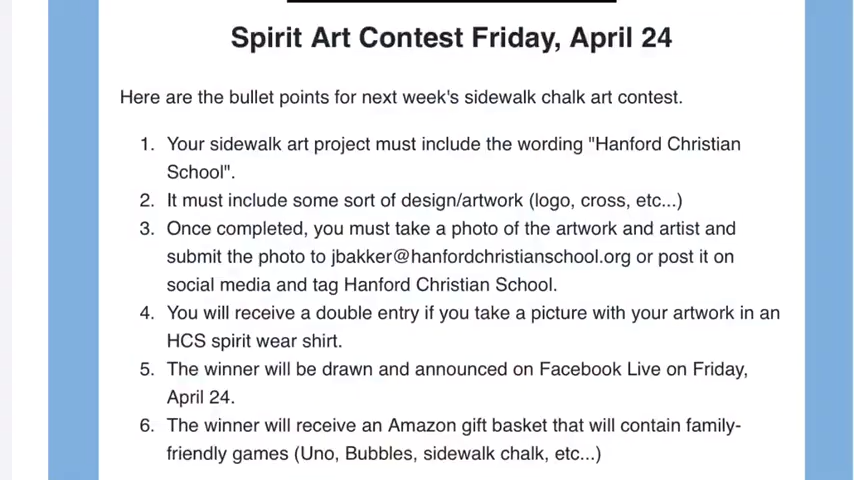 Spirit Art Contest Friday, April 24
Here are the bullet points for next week's sidewalk chalk art contest.
1. Your sidewalk art project must include the wording "Hanford Christian
School".
2. It must include some sort of design/artwork (logo, cross, etc...)
3. Once completed, you must take a photo of the artwork and artist and
submit the photo to jbakker@hanfordchristianschool.org or post it on
social media and tag Hanford Christian School.
4. You will receive a double entry if you take a picture with your artwork in an
HCS spirit wear shirt.
5. The winner will be drawn and announced on Facebook Live on Friday,
April 24.
6. The winner will receive an Amazon gift basket that will contain family-
friendly games (Uno, Bubbles, sidewalk chalk, etc...)